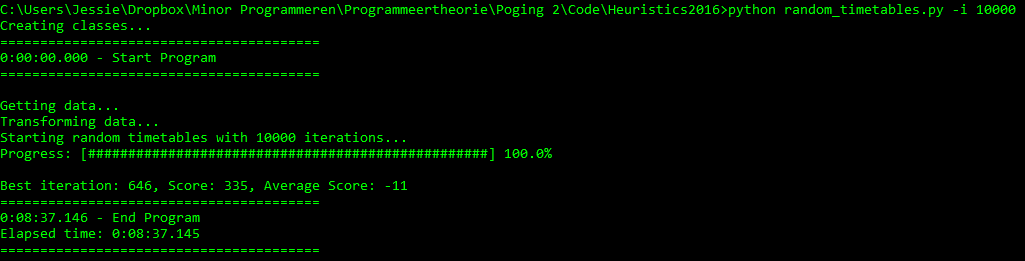 C:\Users\Jessie\Dropbox\Minor Programmeren\Programmeertheorie\Poging 2\Code\Heuristics2016>python random_timetables.py -i 10000
Creating classes...
========================================
0:00:00.000 - Start Program
========================================
Getting data...
Transforming data...
Starting random timetables with 10000 iterations...
Progress: [##################################################] 100.0%
Best iteration: 646, Score: 335, Average Score: -11
========================================
0:08:37.146 - End Program
Elapsed time: 0:08:37.145
========================================